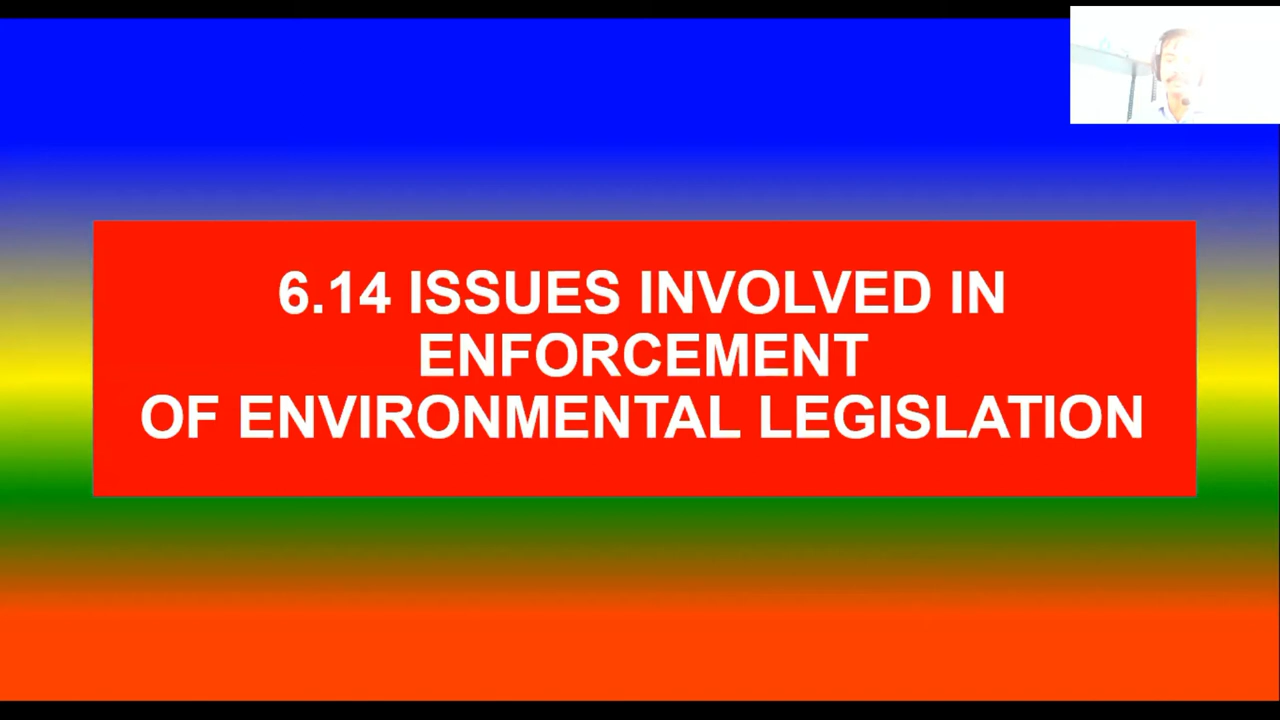 6.14 ISSUES INVOLVED IN
ENFORCEMENT
OF ENVIRONMENTAL LEGISLATION